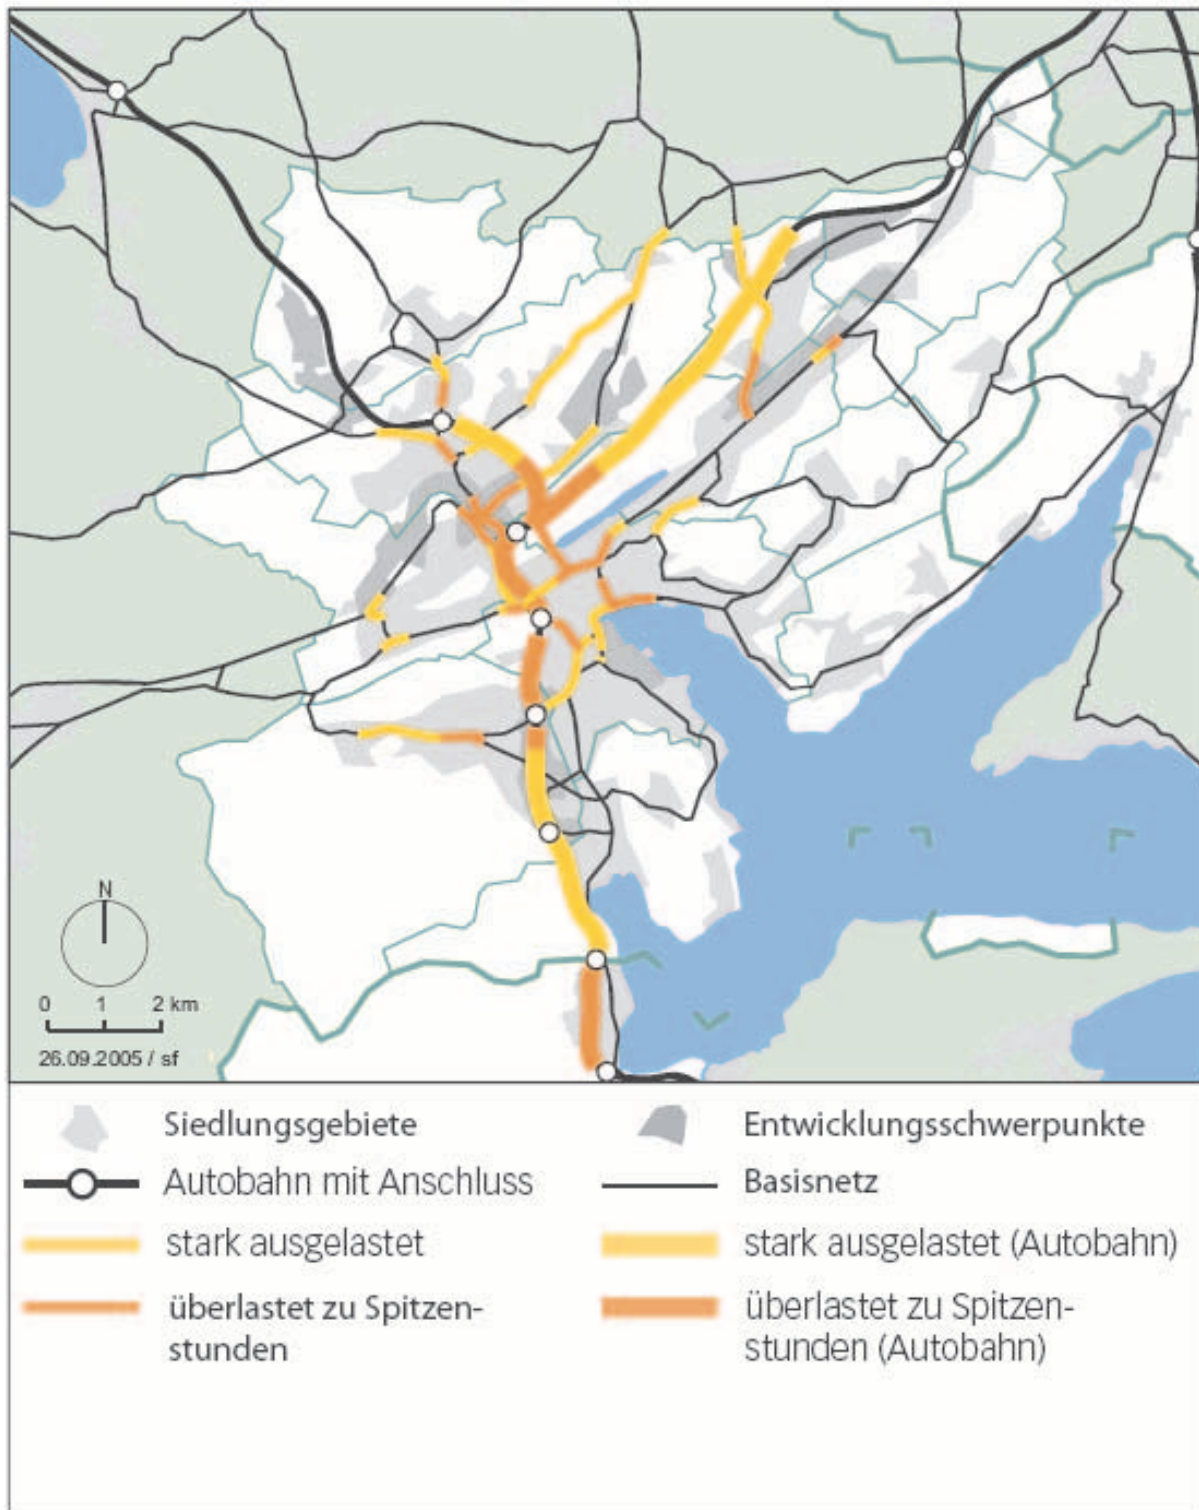 N
0 1 2 km
26.09.2005 / sf
Siedlungsgebiete
Entwicklungsschwerpunkte
Autobahn mit Anschluss
Basisnetz
stark ausgelastet
stark ausgelastet (Autobahn)
überlastet zu Spitzen-
stunden
überlastet zu Spitzen-
stunden (Autobahn)